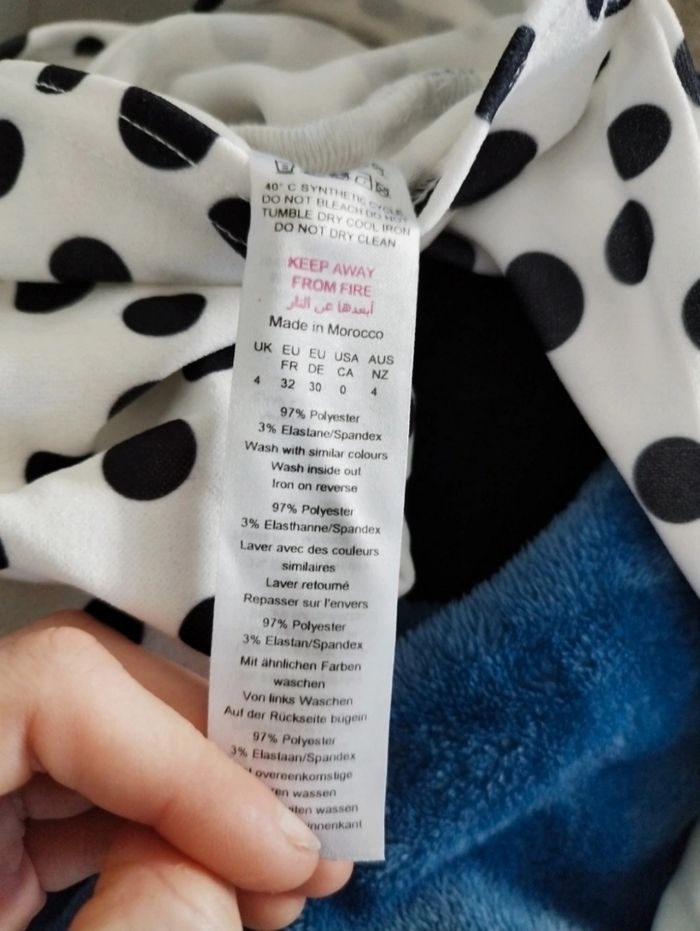 40° C SYNTHETIC CYCLE
DO NOT BLEACH DO NOT
TUMBLE DRY COOL IRON
DO NOT DRY CLEAN
KEEP AWAY
FROM FIRE
أبعدها عن النار
Made in Morocco
UK EU EU USA AUS
FR DE CA NZ
4 32 30 0 4
97% Polyester
3% Elastane/Spandex
Wash with similar colours
Wash inside out
Iron on reverse
97% Polyester
3% Elasthanne/Spandex
Laver avec des couleurs
similaires
Laver retourné
Repasser sur l'envers
97% Polyester
3% Elastan/Spandex
Mit ähnlichen Farben
waschen
Von links Waschen
Auf der Rückseite bügeln
97% Polyester
3% Elastaan/Spandex
overeenkomstige
wassen
wassen